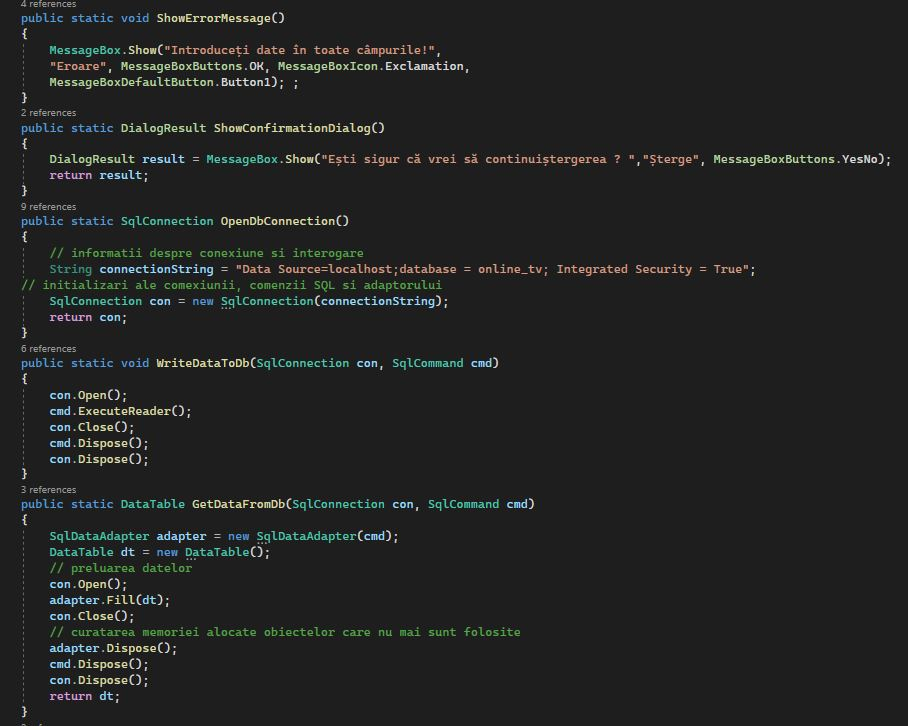 4 references
public static void ShowErrorMessage()
{
MessageBox.Show("Introduceți date în toate câmpurile!",
"Eroare", MessageBoxButtons.OK, MessageBoxIcon.Exclamation,
MessageBoxDefaultButton.Button1); ;
}
2 references
public static DialogResult ShowConfirmationDialog()
{
DialogResult result = MessageBox.Show("Ești sigur că vrei să continuiștergerea ? ","Șterge", MessageBoxButtons.YesNo);
return result;
}
9 references
public static SqlConnection OpenDbConnection()
{
// informatii despre conexiune si interogare
String connectionString = "Data Source=localhost;database = online_tv; Integrated Security = True";
// initializari ale comexiunii, comenzii SQL si adaptorului
SqlConnection con = new SqlConnection(connectionString);
return con;
}
6 references
public static void WriteDataToDb(SqlConnection con, SqlCommand cmd)
{
con.Open();
cmd.ExecuteReader();
con.Close();
cmd.Dispose();
con.Dispose();
}
3 references
public static DataTable GetDataFromDb(SqlConnection con, SqlCommand cmd)
{
SqlDataAdapter adapter = new SqlDataAdapter(cmd);
DataTable dt = new DataTable();
// preluarea datelor
con.Open();
adapter.Fill(dt);
con.Close();
// curatarea memoriei alocate obiectelor care nu mai sunt folosite
adapter.Dispose();
cmd.Dispose();
con.Dispose();
return dt;
}